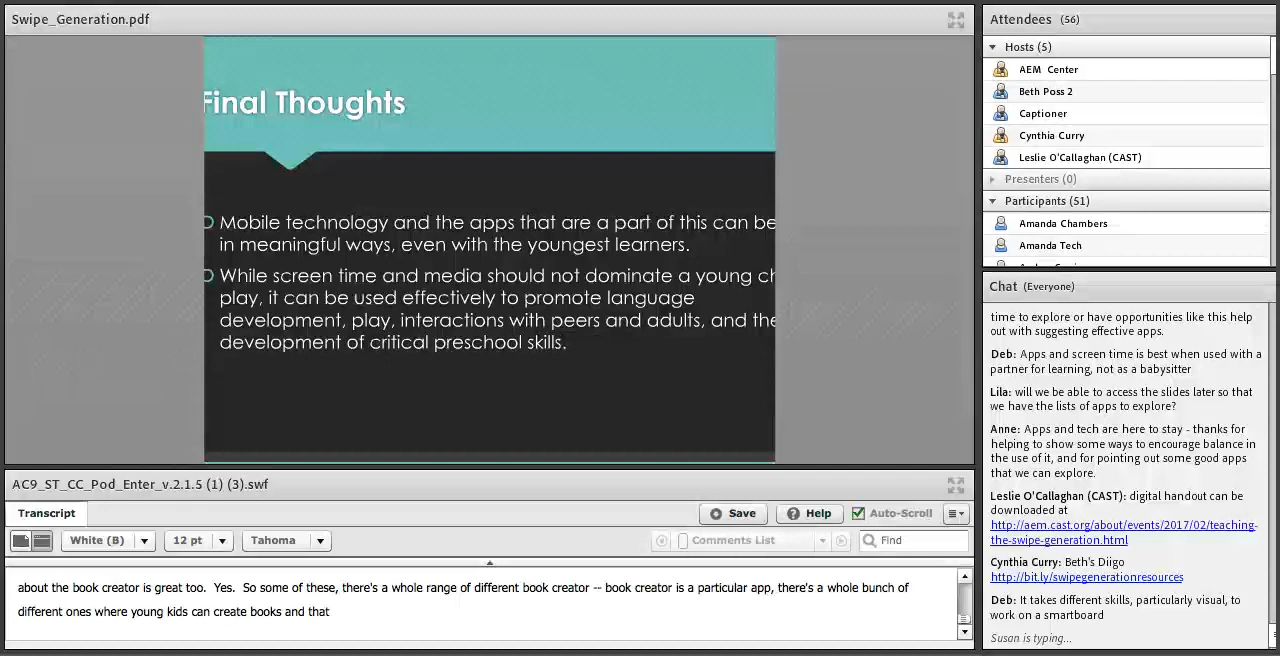 Swipe_Generation.pdf
Final Thoughts
Mobile technology and the apps that are a part of this can be
in meaningful ways, even with the youngest learners.
While screen time and media should not dominate a young ch
play, it can be used effectively to promote language
development, play, interactions with peers and adults, and the
development of critical preschool skills.
AC9_ST_CC_Pod_Enter_v.2.1.5 (1) (3).swf
Transcript
Save
Help
Auto-Scroll
White (B)
12 pt
Tahoma
Comments List
Find
about the book creator is great too.  Yes.  So some of these, there's a whole range of different book creator -- book creator is a particular app, there's a whole bunch of
different ones where young kids can create books and that
Attendees (56)
Hosts (5)
AEM Center
Beth Poss 2
Captioner
Cynthia Curry
Leslie O'Callaghan (CAST)
Presenters (0)
Participants (51)
Amanda Chambers
Amanda Tech
Chat (Everyone)
time to explore or have opportunities like this help
out with suggesting effective apps.
Deb: Apps and screen time is best when used with a
partner for learning, not as a babysitter
Lila: will we be able to access the slides later so that
we have the lists of apps to explore?
Anne: Apps and tech are here to stay - thanks for
helping to show some ways to encourage balance in
the use of it, and for pointing out some good apps
that we can explore.
Leslie O'Callaghan (CAST): digital handout can be
downloaded at
http://aem.cast.org/about/events/2017/02/teaching-
the-swipe-generation.html
Cynthia Curry: Beth's Diigo
http://bit.ly/swipegenerationresources
Deb: It takes different skills, particularly visual, to
work on a smartboard
Susan is typing...